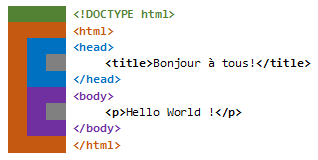 <!DOCTYPE html>
<html>
<head>
<title>Bonjour à tous!</title>
</head>
<body>
<p>Hello World !</p>
</body>
</html>